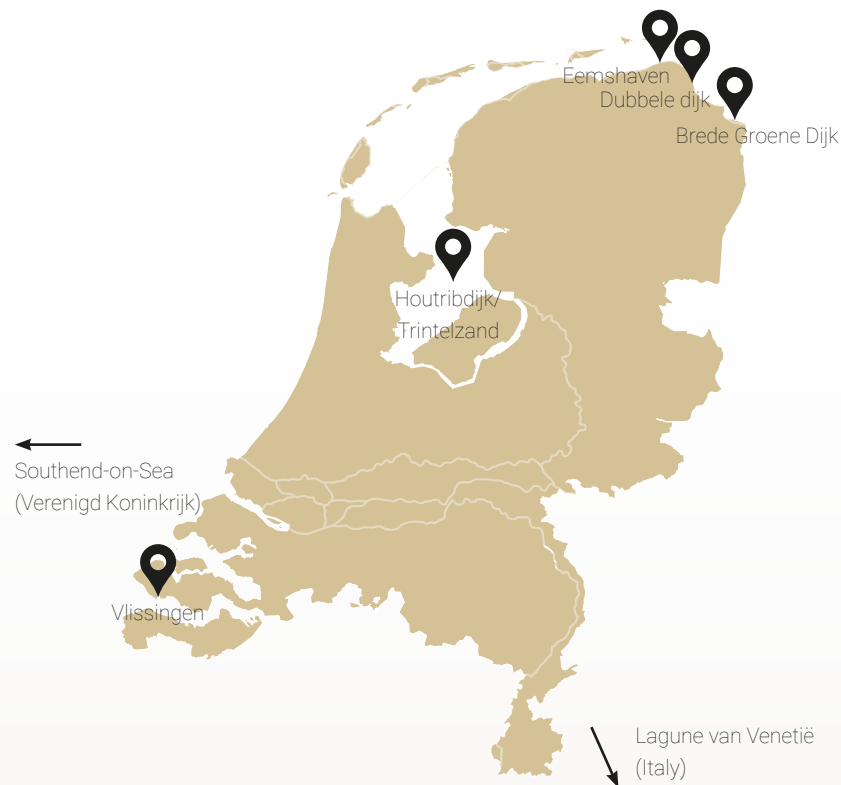 Eemshaven
Dubbele dijk
Brede Groene Dijk
Houtribdijk/
Trintelzand
Southend-on-Sea
(Verenigd Koninkrijk)
Vlissingen
Lagune van Venetië
(Italy)